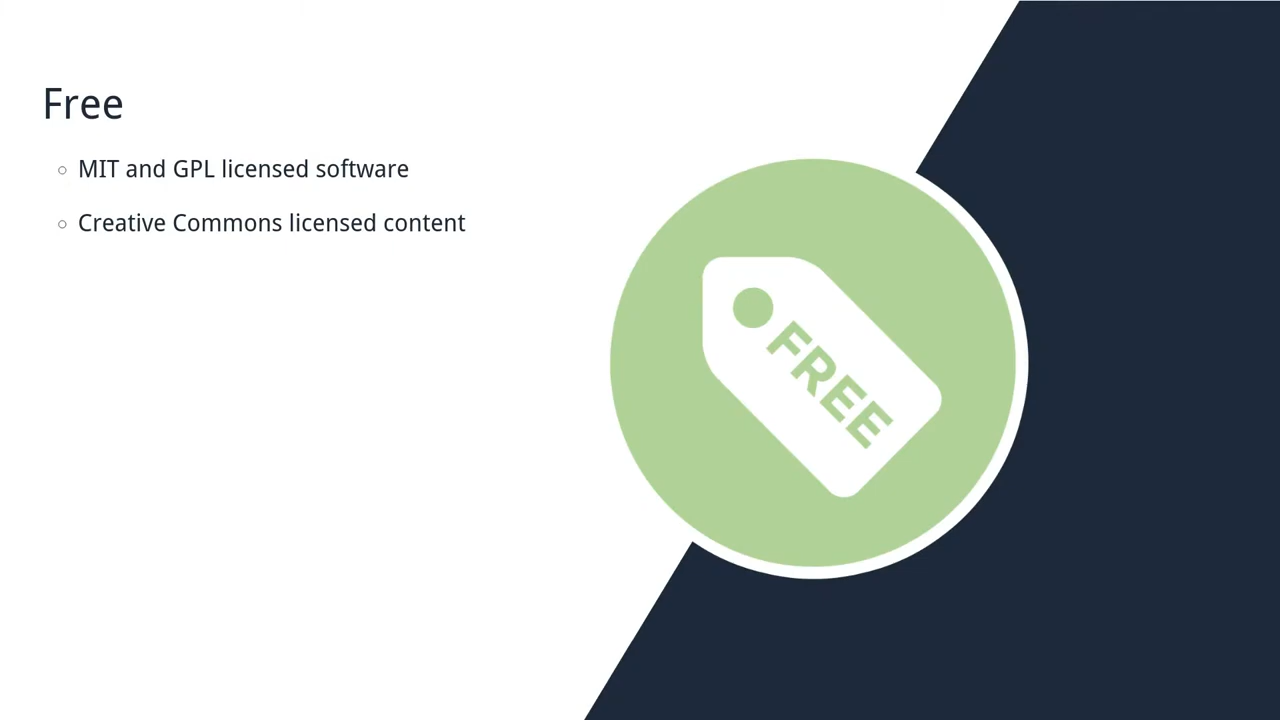 Free
MIT and GPL licensed software
Creative Commons licensed content
FREE